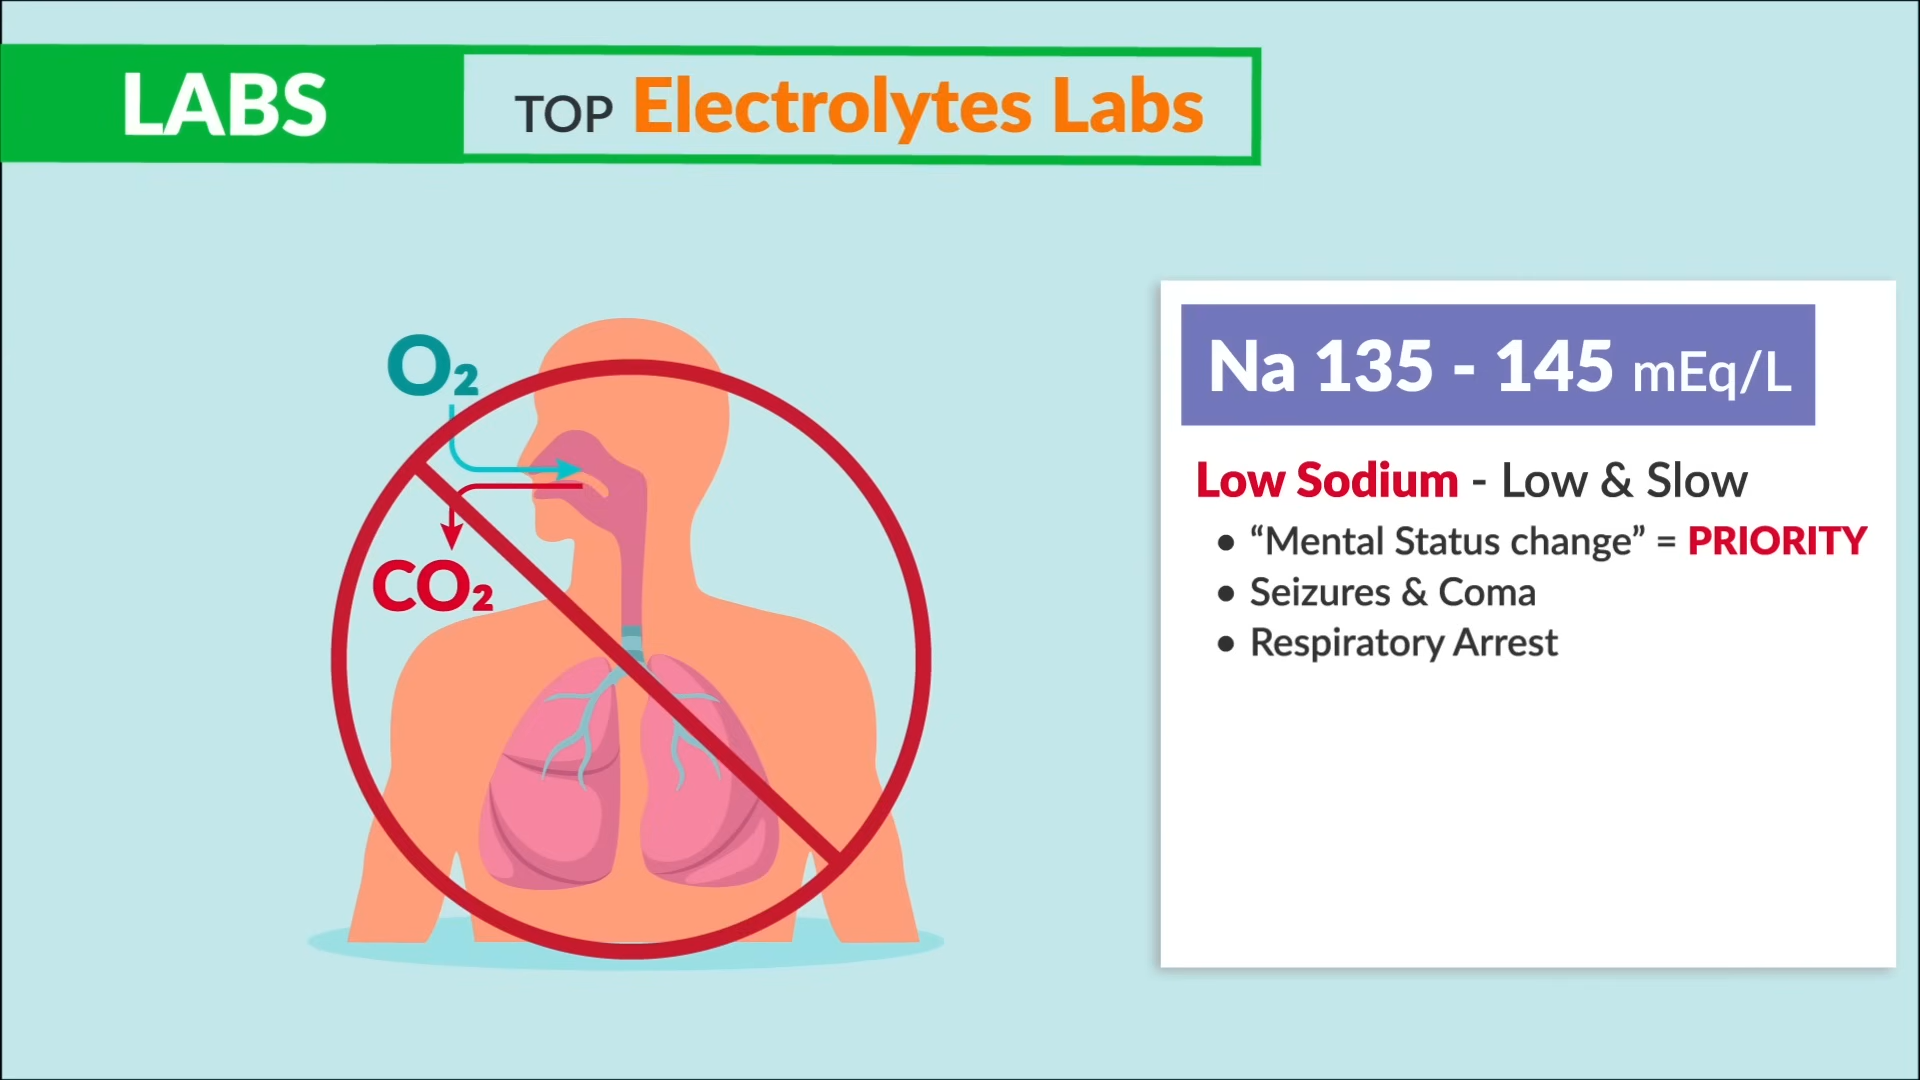 LABS
TOP Electrolytes Labs
O₂
CO₂
Na 135 - 145 mEq/L
Low Sodium - Low & Slow
• “Mental Status change” = PRIORITY
• Seizures & Coma
• Respiratory Arrest